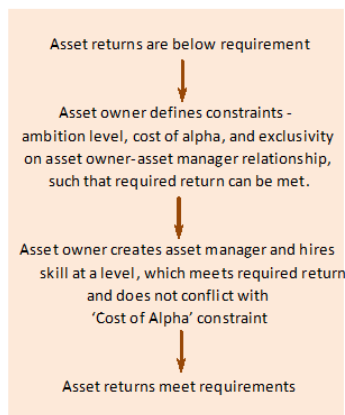 Asset returns are below requirement
Asset owner defines constraints -
ambition level, cost of alpha, and exclusivity
on asset owner-asset manager relationship,
such that required return can be met.
Asset owner creates asset manager and hires
skill at a level, which meets required return
and does not conflict with
‘Cost of Alpha’ constraint
Asset returns meet requirements